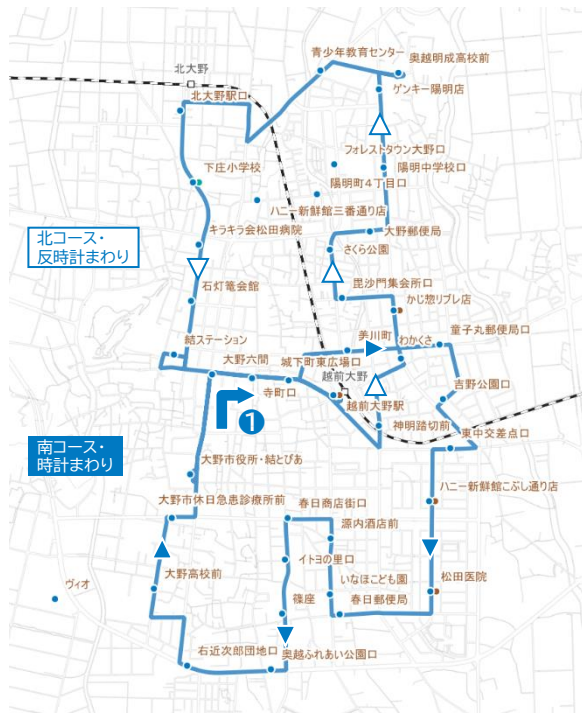 青少年教育センター
奥越明成高校前
北大野
ゲンキー陽明店
北大野駅口
フォレストタウン大野口
下庄小学校
陽明中学校口
陽明町4丁目口
ハニー新鮮館三番通り店
キラキラ会松田病院
大野郵便局
北コース・
反時計まわり
さくら公園
石灯篭会館
毘沙門集会所口
かじ惣リブレ店
結ステーション
美川町
わかくさ
童子丸郵便局口
大野六間
城下町東広場口
越前大野
寺町口
越前大野駅
吉野公園口
❶
神明踏切前
東中交差点口
南コース・
時計まわり
大野市役所・結とぴあ
ハニー新鮮館こぶし通り店
大野市休日急患診療所前
春日商店街口
源内酒店前
イトヨの里口
大野高校前
いなほこども園
松田医院
ヴィオ
篠座
春日郵便局
右近次郎団地口
奥越ふれあい公園口